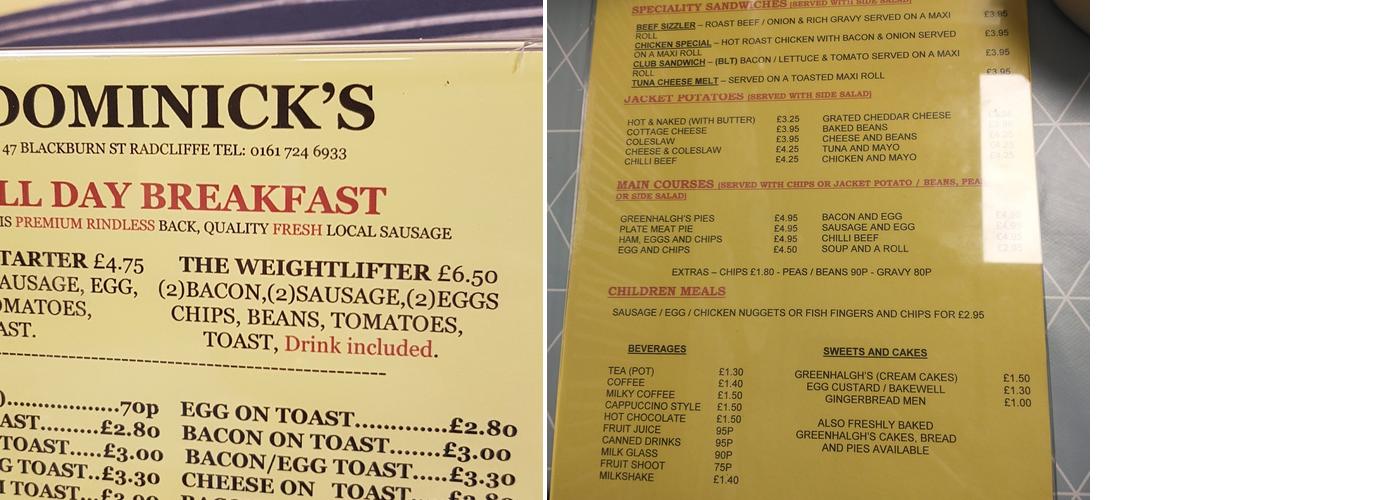 DOMINICK'S
47 BLACKBURN ST RADCLIFFE TEL: 0161 724 6933
LL DAY BREAKFAST
IS PREMIUM RINDLESS BACK, QUALITY FRESH LOCAL SAUSAGE
TARTER £4.75
AUSAGE, EGG,
OMATOES,
AST.
THE WEIGHTLIFTER £6.50
(2)BACON,(2)SAUSAGE,(2)EGGS
CHIPS, BEANS, TOMATOES,
TOAST, Drink included.
70p
AST.......£2.80
TOAST.....£3.00
G TOAST..£3.30
EGG ON TOAST.............£2.80
BACON ON TOAST........£3.00
BACON/EGG TOAST.....£3.30
CHEESE ON TOAST
SPECIALITY SANDWICHES (SERVED WITH SIDE SALAD)
BEEF SIZZLER – ROAST BEEF / ONION & RICH GRAVY SERVED ON A MAXI £3.95
ROLL
CHICKEN SPECIAL – HOT ROAST CHICKEN WITH BACON & ONION SERVED £3.95
ON A MAXI ROLL
CLUB SANDWICH – (BLT) BACON / LETTUCE & TOMATO SERVED ON A MAXI £3.95
ROLL
TUNA CHEESE MELT – SERVED ON A TOASTED MAXI ROLL £3.95
JACKET POTATOES (SERVED WITH SIDE SALAD)
HOT & NAKED (WITH BUTTER) £3.25 GRATED CHEDDAR CHEESE
COTTAGE CHEESE £3.95 BAKED BEANS
COLESLAW £3.95 CHEESE AND BEANS
CHEESE & COLESLAW £4.25 TUNA AND MAYO
CHILLI BEEF £4.25 CHICKEN AND MAYO
MAIN COURSES (SERVED WITH CHIPS OR JACKET POTATO / BEANS, PEAS
OR SIDE SALAD)
GREENHALGH'S PIES £4.95 BACON AND EGG
PLATE MEAT PIE £4.95 SAUSAGE AND EGG
HAM, EGGS AND CHIPS £4.95 CHILLI BEEF
EGG AND CHIPS £4.50 SOUP AND A ROLL
EXTRAS – CHIPS £1.80 - PEAS / BEANS 90P - GRAVY 80P
CHILDREN MEALS
SAUSAGE / EGG / CHICKEN NUGGETS OR FISH FINGERS AND CHIPS FOR £2.95
BEVERAGES
TEA (POT) £1.30
COFFEE £1.40
MILKY COFFEE £1.50
CAPPUCCINO STYLE £1.50
HOT CHOCOLATE £1.50
FRUIT JUICE 95P
CANNED DRINKS 95P
MILK GLASS 90P
FRUIT SHOOT 75P
MILKSHAKE £1.40
SWEETS AND CAKES
GREENHALGH'S (CREAM CAKES) £1.50
EGG CUSTARD / BAKEWELL £1.30
GINGERBREAD MEN £1.00
ALSO FRESHLY BAKED
GREENHALGH'S CAKES, BREAD
AND PIES AVAILABLE